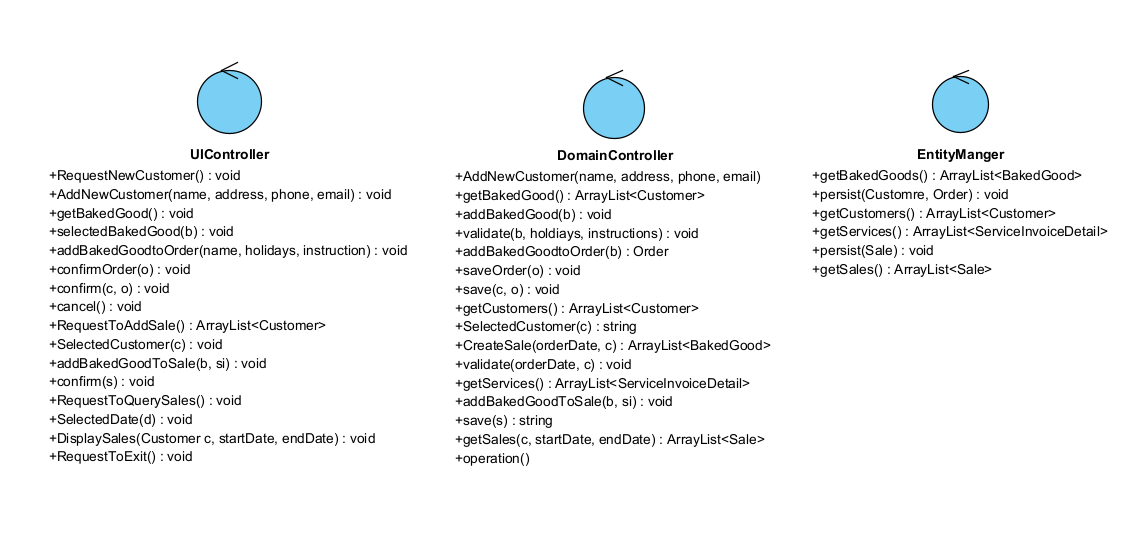 UIController
+RequestNewCustomer() : void
+AddNewCustomer(name, address, phone, email) : void
+getBakedGood() : void
+selectedBakedGood(b) : void
+addBakedGoodtoOrder(name, holidays, instruction) : void
+confirmOrder(o) : void
+confirm(c, o) : void
+cancel() : void
+RequestToAddSale() : ArrayList<Customer>
+SelectedCustomer(c) : void
+addBakedGoodToSale(b, si) : void
+confirm(s) : void
+RequestToQuerySales() : void
+SelectedDate(d) : void
+DisplaySales(Customer c, startDate, endDate) : void
+RequestToExit() : void
DomainController
+AddNewCustomer(name, address, phone, email)
+getBakedGood() : ArrayList<Customer>
+addBakedGood(b) : void
+validate(b, holdiays, instructions) : void
+addBakedGoodtoOrder(b) : Order
+saveOrder(o) : void
+save(c, o) : void
+getCustomers() : ArrayList<Customer>
+SelectedCustomer(c) : string
+CreateSale(orderDate, c) : ArrayList<BakedGood>
+validate(orderDate, c) : void
+getServices() : ArrayList<ServiceInvoiceDetail>
+addBakedGoodToSale(b, si) : void
+save(s) : string
+getSales(c, startDate, endDate) : ArrayList<Sale>
+operation()
EntityManger
+getBakedGoods() : ArrayList<BakedGood>
+persist(Customre, Order) : void
+getCustomers() : ArrayList<Customer>
+getServices() : ArrayList<ServiceInvoiceDetail>
+persist(Sale) : void
+getSales() : ArrayList<Sale>